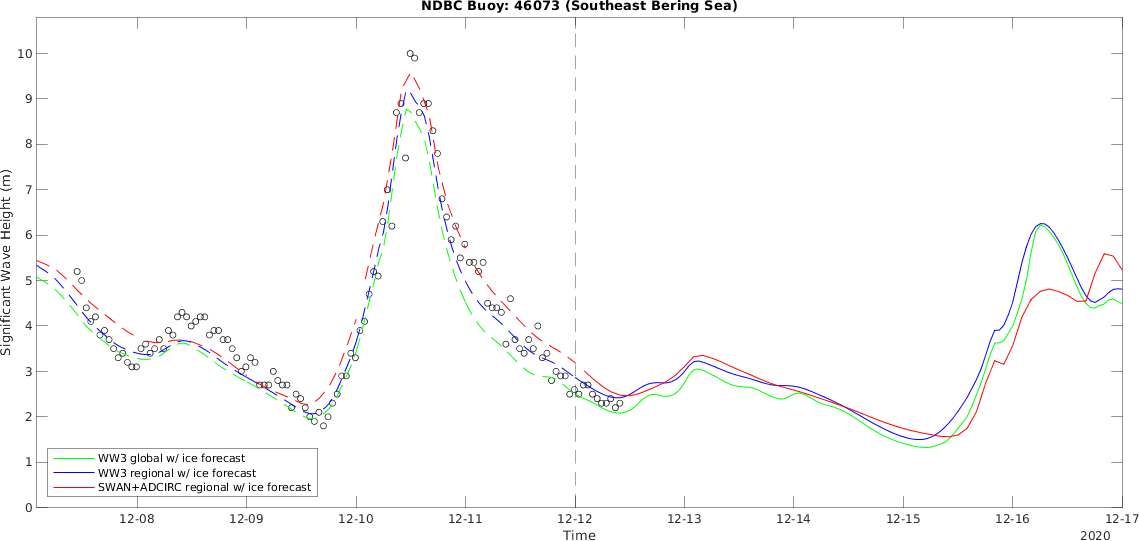 NDBC Buoy: 46073 (Southeast Bering Sea)
Significant Wave Height (m)
10
9
8
7
6
5
4
3
2
1
0
WW3 global w/ ice forecast
WW3 regional w/ ice forecast
SWAN+ADCIRC regional w/ ice forecast
12-08 12-09 12-10 12-11 12-12 12-13 12-14 12-15 12-16 12-17
Time 2020